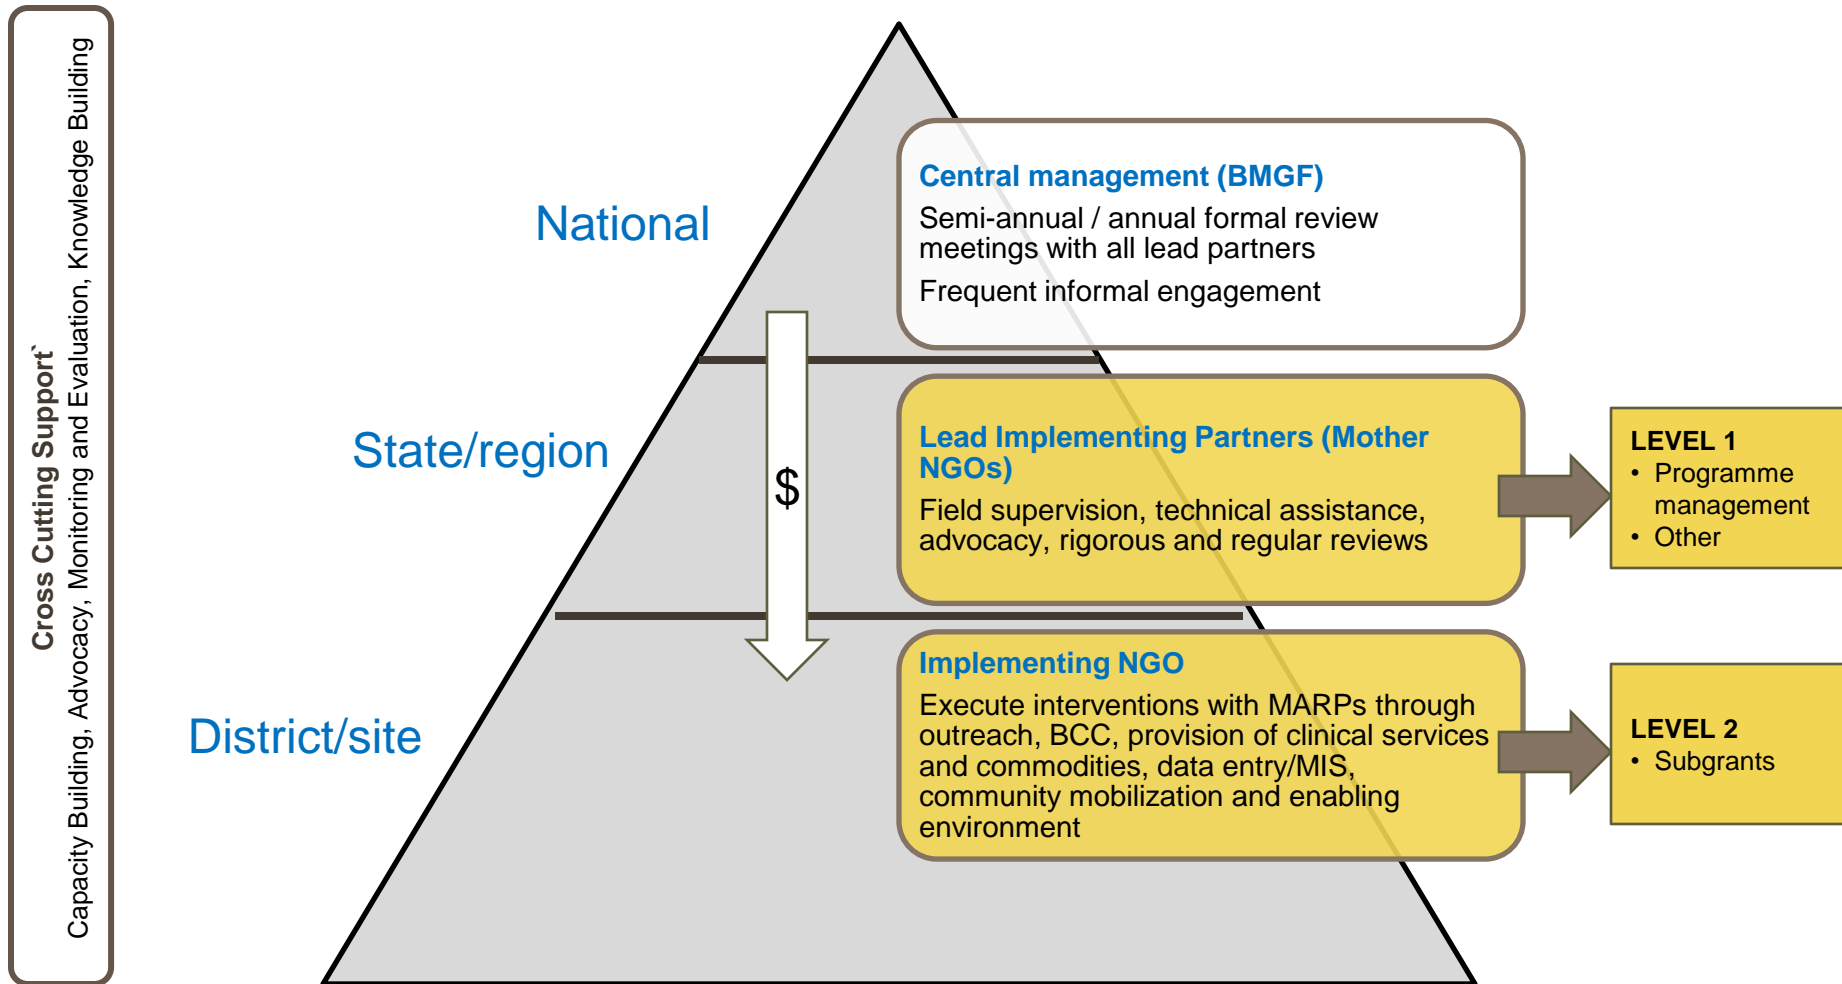 Cross Cutting Support`
Capacity Building, Advocacy, Monitoring and Evaluation, Knowledge Building
National
Central management (BMGF)
Semi-annual / annual formal review
meetings with all lead partners
Frequent informal engagement
State/region
$
Lead Implementing Partners (Mother
NGOs)
Field supervision, technical assistance,
advocacy, rigorous and regular reviews
LEVEL 1
• Programme
management
• Other
District/site
Implementing NGO
Execute interventions with MARPs through
outreach, BCC, provision of clinical services
and commodities, data entry/MIS,
community mobilization and enabling
environment
LEVEL 2
• Subgrants